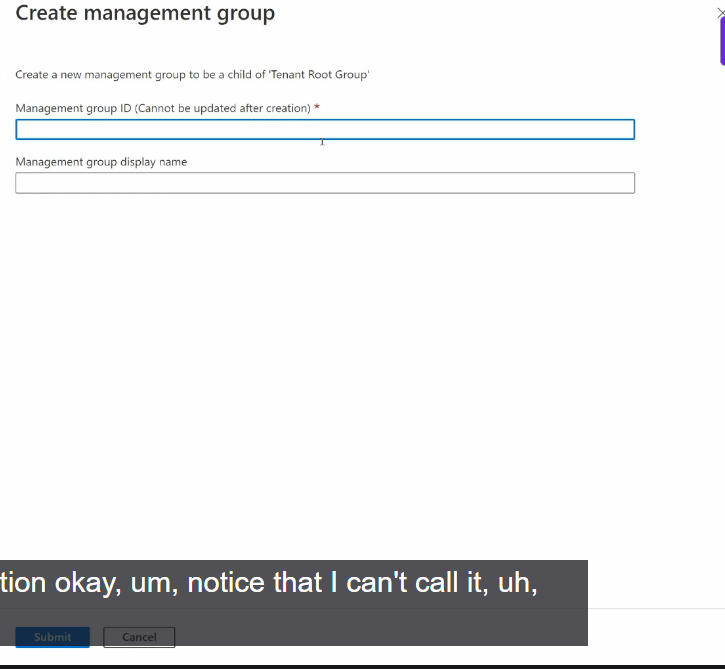 Create management group
Create a new management group to be a child of 'Tenant Root Group'
Management group ID (Cannot be updated after creation) *
Management group display name
tion okay, um, notice that I can't call it, uh,
Submit Cancel